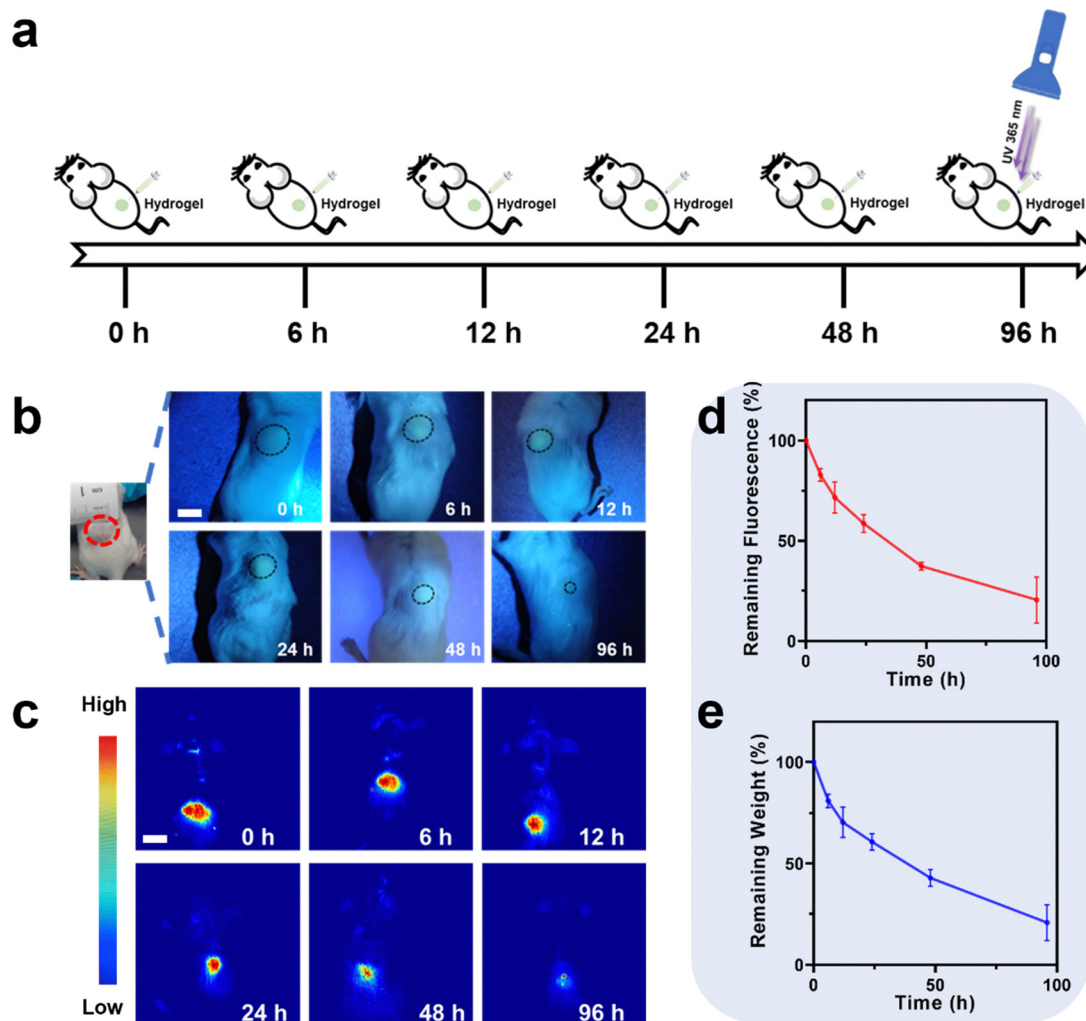 a
UV 365 nm
Hydrogel Hydrogel Hydrogel Hydrogel Hydrogel Hydrogel
0 h 6 h 12 h 24 h 48 h 96 h
b
cm 1
0 h 6 h 12 h
24 h 48 h 96 h
c
High
Low
0 h 6 h 12 h
24 h 48 h 96 h
d
Remaining Fluorescence (%)
100
50
0
0 50 100
Time (h)
e
Remaining Weight (%)
100
50
0
0 50 100
Time (h)